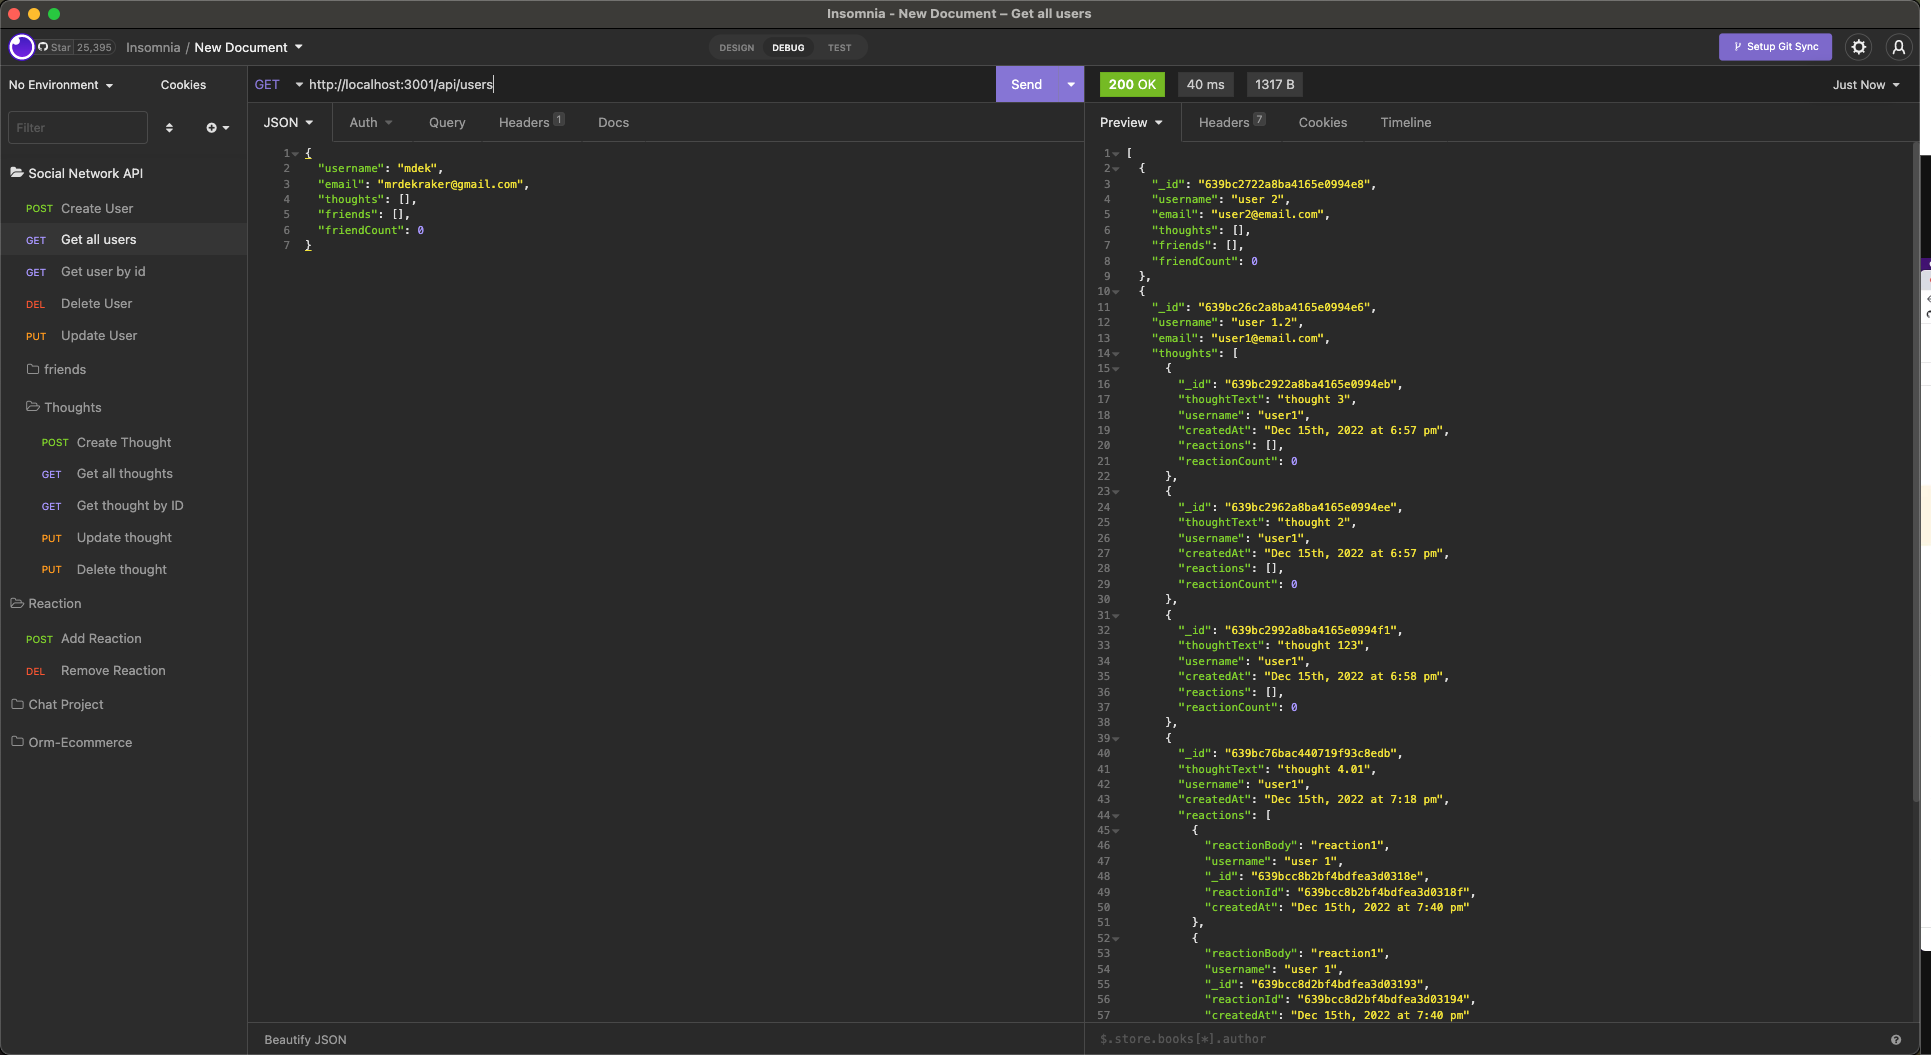 Insomnia - New Document – Get all users
Star 25,395 Insomnia / New Document
DESIGN DEBUG TEST
Setup Git Sync
No Environment Cookies
Filter
Social Network API
POST Create User
GET Get all users
GET Get user by id
DEL Delete User
PUT Update User
friends
Thoughts
POST Create Thought
GET Get all thoughts
GET Get thought by ID
PUT Update thought
PUT Delete thought
Reaction
POST Add Reaction
DEL Remove Reaction
Chat Project
Orm-Ecommerce
GET http://localhost:3001/api/users Send
JSON Auth Query Headers 1 Docs
1 {
2 "username": "mdek",
3 "email": "mrdekraker@gmail.com",
4 "thoughts": [],
5 "friends": [],
6 "friendCount": 0
7 }
Beautify JSON
200 OK 40 ms 1317 B Just Now
Preview Headers 7 Cookies Timeline
1 [
2 {
3 "_id": "639bc2722a8ba4165e0994e8",
4 "username": "user 2",
5 "email": "user2@email.com",
6 "thoughts": [],
7 "friends": [],
8 "friendCount": 0
9 },
10 {
11 "_id": "639bc26c2a8ba4165e0994e6",
12 "username": "user 1.2",
13 "email": "user1@email.com",
14 "thoughts": [
15 {
16 "_id": "639bc2922a8ba4165e0994eb",
17 "thoughtText": "thought 3",
18 "username": "user1",
19 "createdAt": "Dec 15th, 2022 at 6:57 pm",
20 "reactions": [],
21 "reactionCount": 0
22 },
23 {
24 "_id": "639bc2962a8ba4165e0994ee",
25 "thoughtText": "thought 2",
26 "username": "user1",
27 "createdAt": "Dec 15th, 2022 at 6:57 pm",
28 "reactions": [],
29 "reactionCount": 0
30 },
31 {
32 "_id": "639bc2992a8ba4165e0994f1",
33 "thoughtText": "thought 123",
34 "username": "user1",
35 "createdAt": "Dec 15th, 2022 at 6:58 pm",
36 "reactions": [],
37 "reactionCount": 0
38 },
39 {
40 "_id": "639bc76bac440719f93c8edb",
41 "thoughtText": "thought 4.01",
42 "username": "user1",
43 "createdAt": "Dec 15th, 2022 at 7:18 pm",
44 "reactions": [
45 {
46 "reactionBody": "reaction1",
47 "username": "user 1",
48 "_id": "639bcc8b2bf4bdfea3d0318e",
49 "reactionId": "639bcc8b2bf4bdfea3d0318f",
50 "createdAt": "Dec 15th, 2022 at 7:40 pm"
51 },
52 {
53 "reactionBody": "reaction1",
54 "username": "user 1",
55 "_id": "639bcc8d2bf4bdfea3d03193",
56 "reactionId": "639bcc8d2bf4bdfea3d03194",
57 "createdAt": "Dec 15th, 2022 at 7:40 pm"
$.store.books[*].author